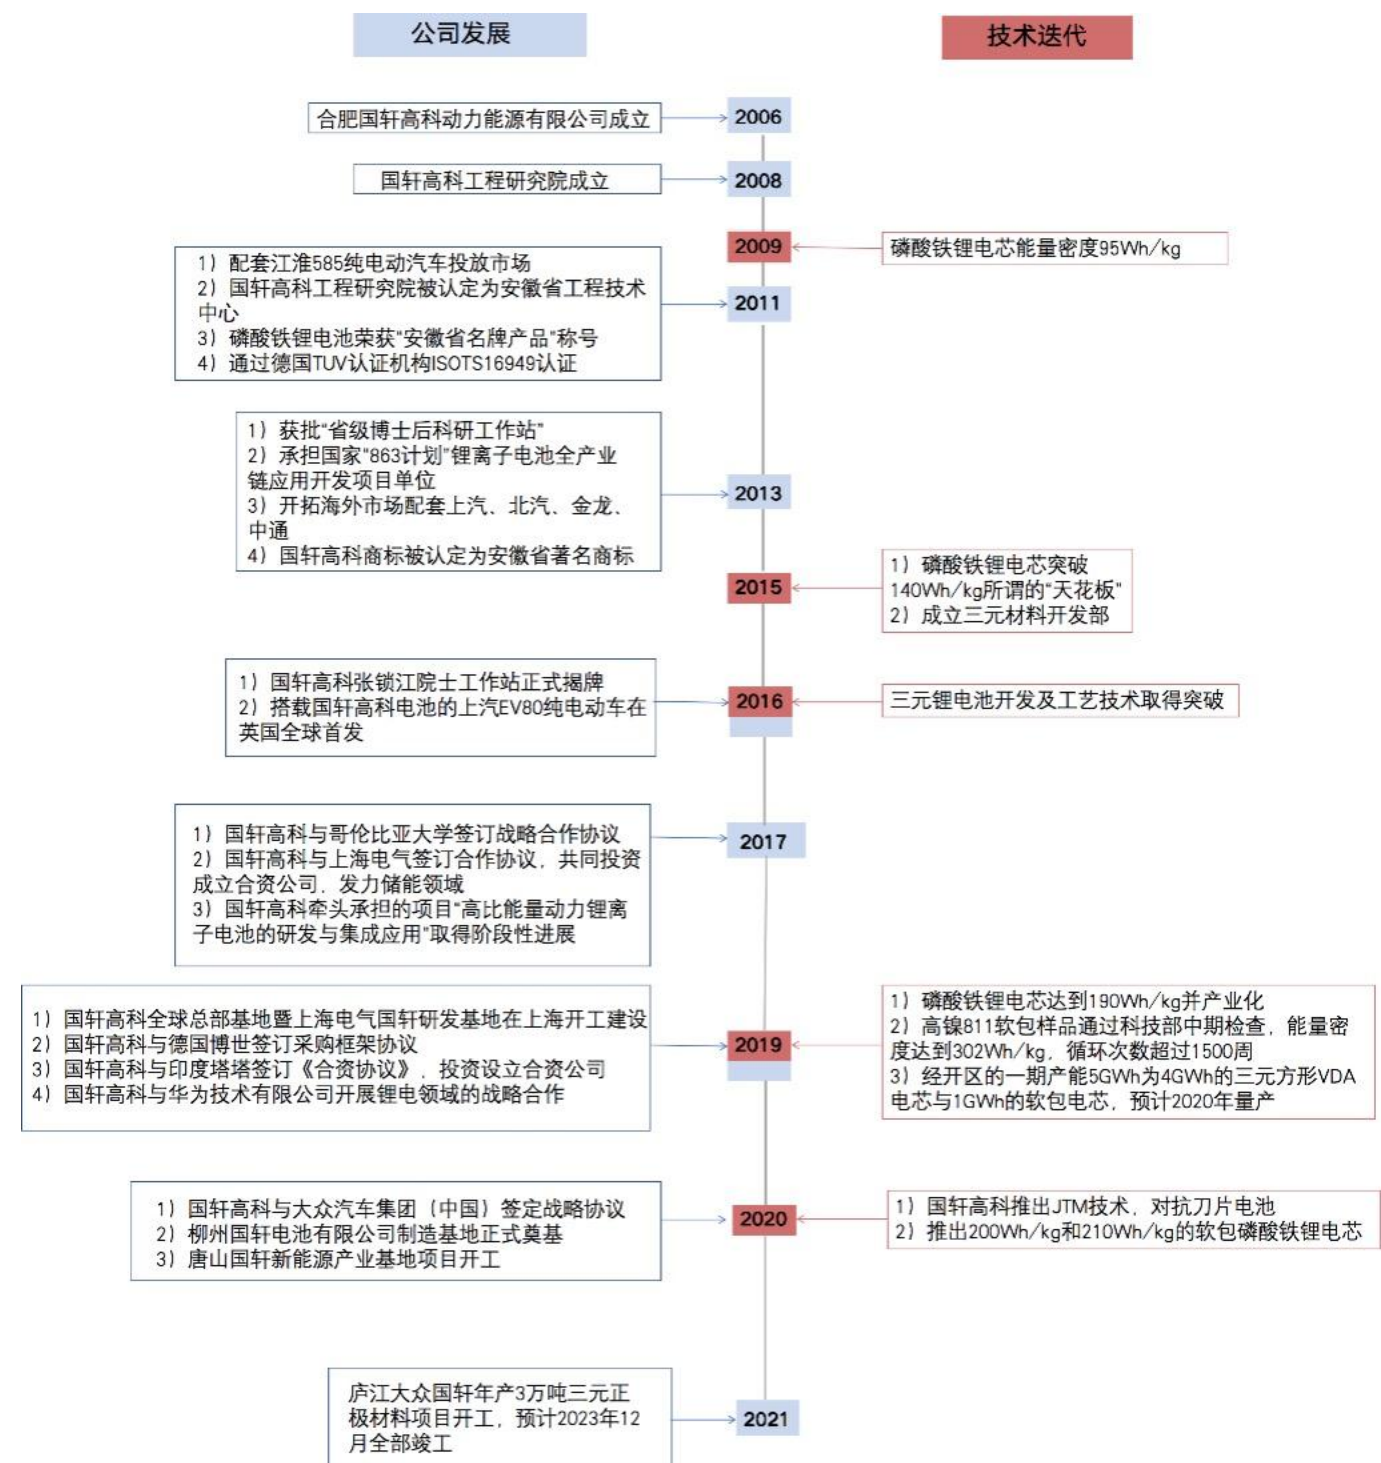 公司发展
技术迭代
合肥国轩高科动力能源有限公司成立
2006
国轩高科工程研究院成立
2008
2009
磷酸铁锂电芯能量密度95Wh/kg
1）配套江淮585纯电动汽车投放市场
2）国轩高科工程研究院被认定为安徽省工程技术
中心
3）磷酸铁锂电池荣获“安徽省名牌产品”称号
4）通过德国TUV认证机构ISOTS16949认证
2011
1）获批“省级博士后科研工作站”
2）承担国家“863计划”锂离子电池全产业
链应用开发项目单位
3）开拓海外市场配套上汽、北汽、金龙、
中通
4）国轩高科商标被认定为安徽省著名商标
2013
2015
1）磷酸铁锂电芯突破
140Wh/kg所谓的“天花板”
2）成立三元材料开发部
1）国轩高科张锁江院士工作站正式揭牌
2）搭载国轩高科电池的上汽EV80纯电动车在
英国全球首发
2016
三元锂电池开发及工艺技术取得突破
1）国轩高科与哥伦比亚大学签订战略合作协议
2）国轩高科与上海电气签订合作协议，共同投资
成立合资公司，发力储能领域
3）国轩高科牵头承担的项目“高比能量动力锂离
子电池的研发与集成应用”取得阶段性进展
2017
1）国轩高科全球总部基地暨上海电气国轩研发基地在上海开工建设
2）国轩高科与德国博世签订采购框架协议
3）国轩高科与印度塔塔签订《合资协议》，投资设立合资公司
4）国轩高科与华为技术有限公司开展锂电领域的战略合作
2019
1）磷酸铁锂电芯达到190Wh/kg并产业化
2）高镍811软包样品通过科技部中期检查，能量密
度达到302Wh/kg，循环次数超过1500周
3）经开区的一期产能5GWh为4GWh的三元方形VDA
电芯与1GWh的软包电芯，预计2020年量产
1）国轩高科与大众汽车集团（中国）签定战略协议
2）柳州国轩电池有限公司制造基地正式奠基
3）唐山国轩新能源产业基地项目开工
2020
1）国轩高科推出JTM技术，对抗刀片电池
2）推出200Wh/kg和210Wh/kg的软包磷酸铁锂电芯
庐江大众国轩年产3万吨三元正
极材料项目开工，预计2023年12
月全部竣工
2021